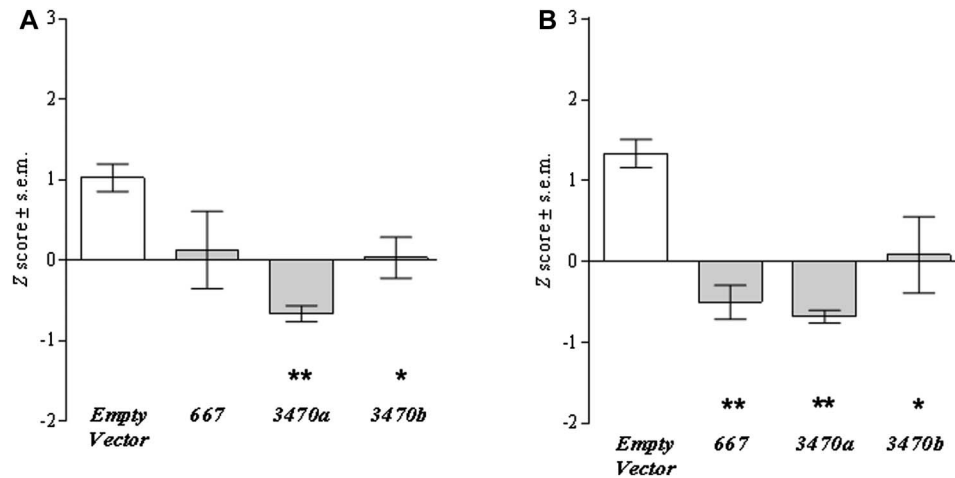 A
3
2
1
0
-1
-2
Z score ± s.e.m.
** *
Empty Vector 667 3470a 3470b
B
3
2
1
0
-1
-2
Z score ± s.e.m.
** ** *
Empty Vector 667 3470a 3470b